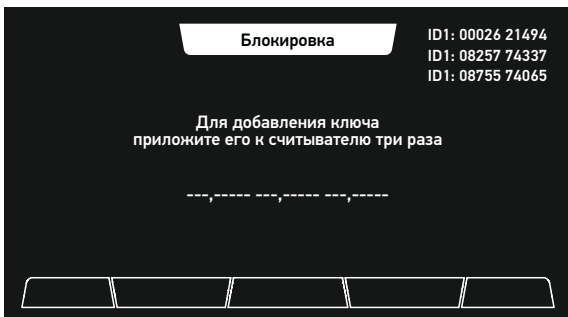 Блокировка
ID1: 00026 21494
ID1: 08257 74337
ID1: 08755 74065
Для добавления ключа
приложите его к считывателю три раза
---,----- ---,----- ---,-----